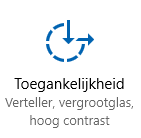 Toegankelijkheid
Verteller, vergrootglas,
hoog contrast